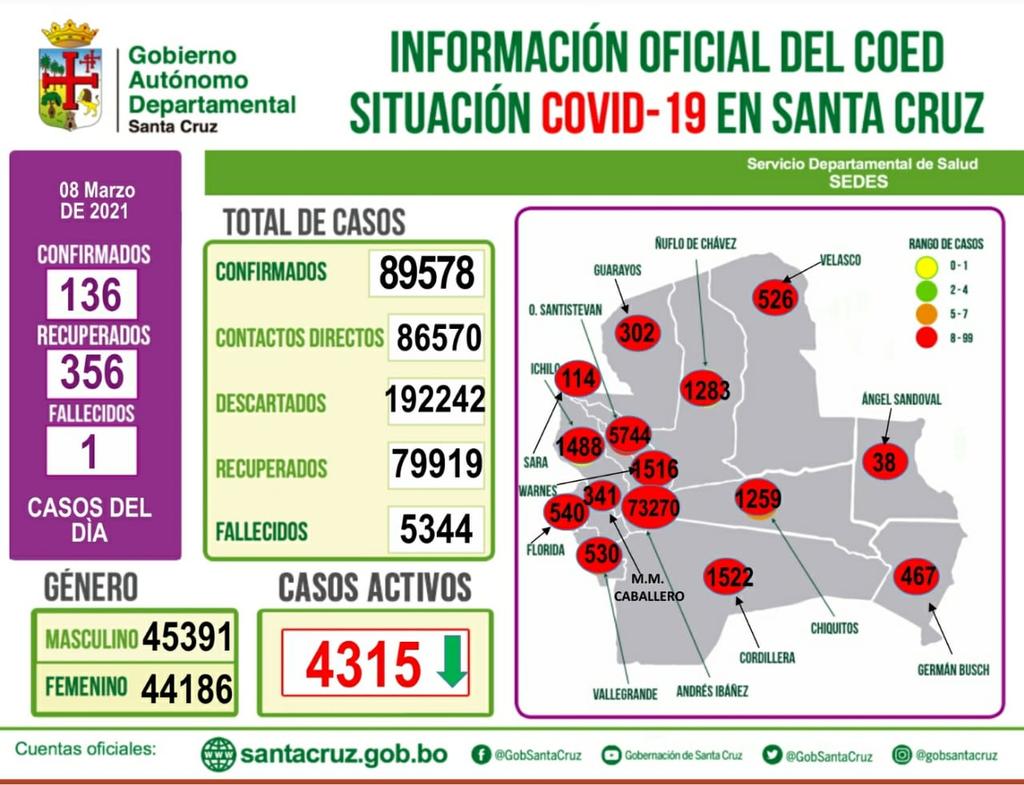 Gobierno
Autónomo
Departamental
Santa Cruz
INFORMACIÓN OFICIAL DEL COED
SITUACIÓN COVID-19 EN SANTA CRUZ
Servicio Departamental de Salud
SEDES
08 Marzo
DE 2021
CONFIRMADOS
136
RECUPERADOS
356
FALLECIDOS
1
CASOS DEL
DÌA
TOTAL DE CASOS
CONFIRMADOS 89578
CONTACTOS DIRECTOS 86570
DESCARTADOS 192242
RECUPERADOS 79919
FALLECIDOS 5344
GÉNERO
MASCULINO 45391
FEMENINO 44186
CASOS ACTIVOS
4315
ÑUFLO DE CHÁVEZ
GUARAYOS
VELASCO
O. SANTISTEVAN
526
302
ICHILO
114
1283
ÁNGEL SANDOVAL
5744
1488
SARA
1516
38
WARNES
341
540
73270
1259
FLORIDA
530
M.M.
CABALLERO
1522
467
CHIQUITOS
CORDILLERA
GERMÁN BUSCH
VALLEGRANDE
ANDRÉS IBÁÑEZ
RANGO DE CASOS
0-1
2-4
5-7
8-99
Cuentas oficiales:
www
santacruz.gob.bo
@GobSantaCruz
Gobernación de Santa Cruz
@GobSantaCruz
@gobsantacruz